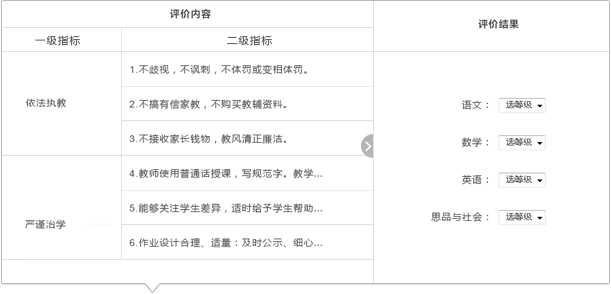 评价内容
评价结果
一级指标 二级指标
依法执教
1.不歧视，不讽刺，不体罚或变相体罚。
2.不搞有偿家教，不购买教辅资料。
3.不接收家长钱物，教风清正廉洁。
严谨治学
4.教师使用普通话授课，写规范字。教学...
5.能够关注学生差异，适时给予学生帮助...
6.作业设计合理、适量：及时公示、细心...
语文： 选等级
数学： 选等级
英语： 选等级
思品与社会： 选等级